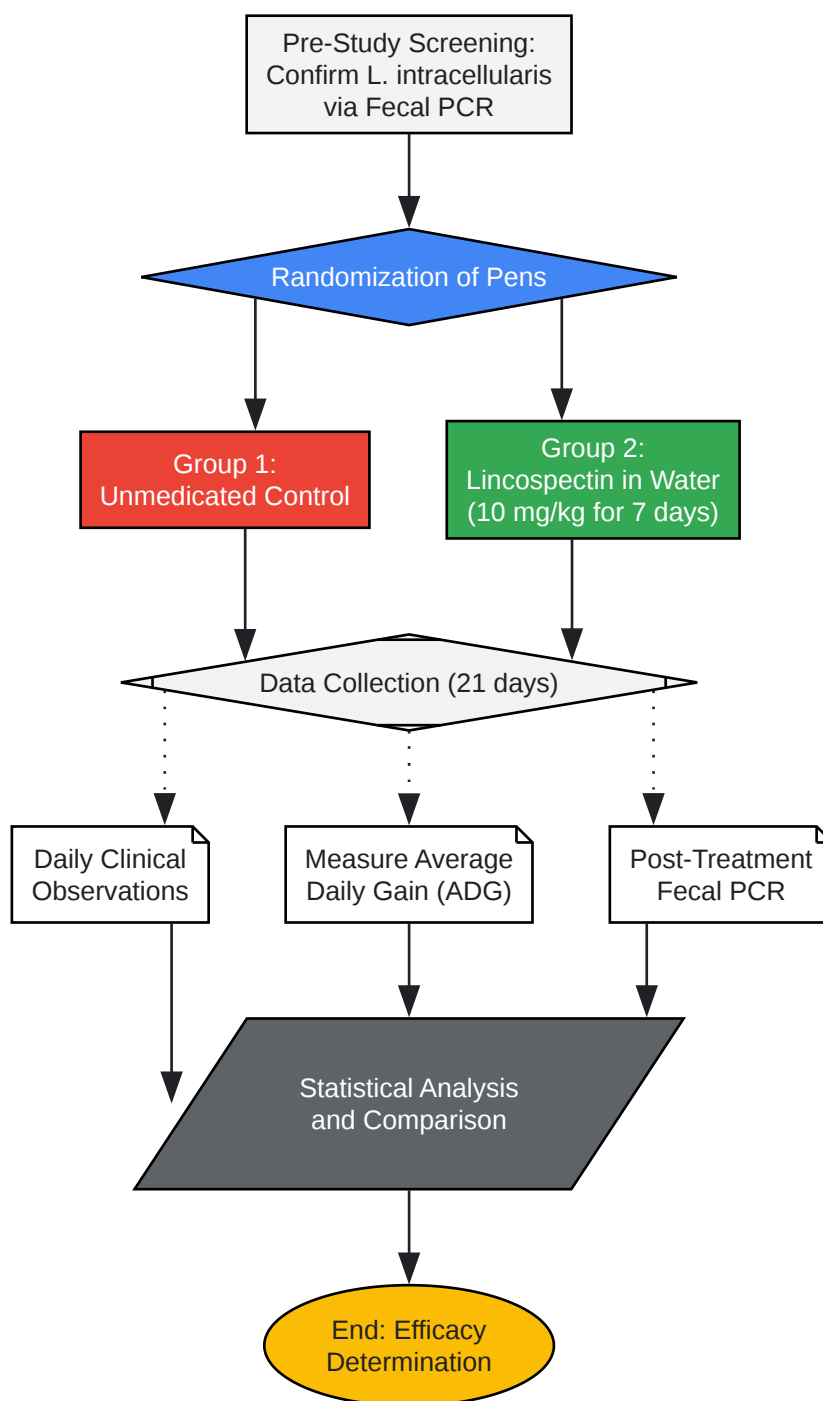 Pre-Study Screening:
Confirm L. intracellularis
via Fecal PCR
Randomization of Pens
Group 1:
Unmedicated Control
Group 2:
Lincospectin in Water
(10 mg/kg for 7 days)
Data Collection (21 days)
Daily Clinical
Observations
Measure Average
Daily Gain (ADG)
Post-Treatment
Fecal PCR
Statistical Analysis
and Comparison
End: Efficacy
Determination